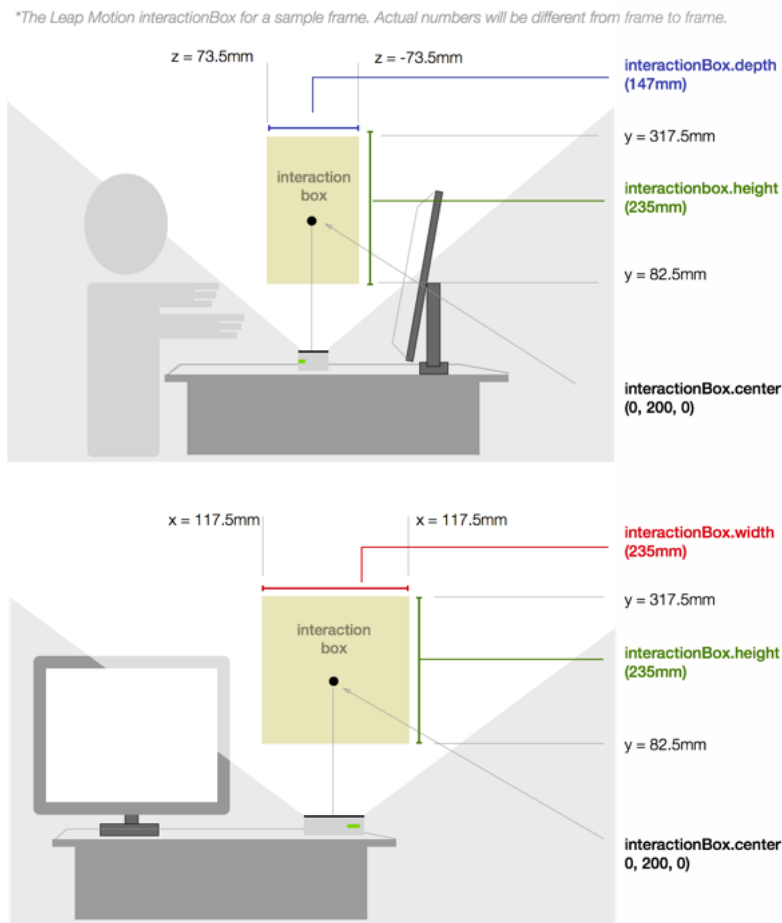 *The Leap Motion interactionBox for a sample frame. Actual numbers will be different from frame to frame.
z = 73.5mm
z = -73.5mm
interactionBox.depth
(147mm)
y = 317.5mm
interaction
box
interactionbox.height
(235mm)
y = 82.5mm
interactionBox.center
(0, 200, 0)
x = 117.5mm
x = 117.5mm
interactionBox.width
(235mm)
y = 317.5mm
interaction
box
interactionBox.height
(235mm)
y = 82.5mm
interactionBox.center
0, 200, 0)